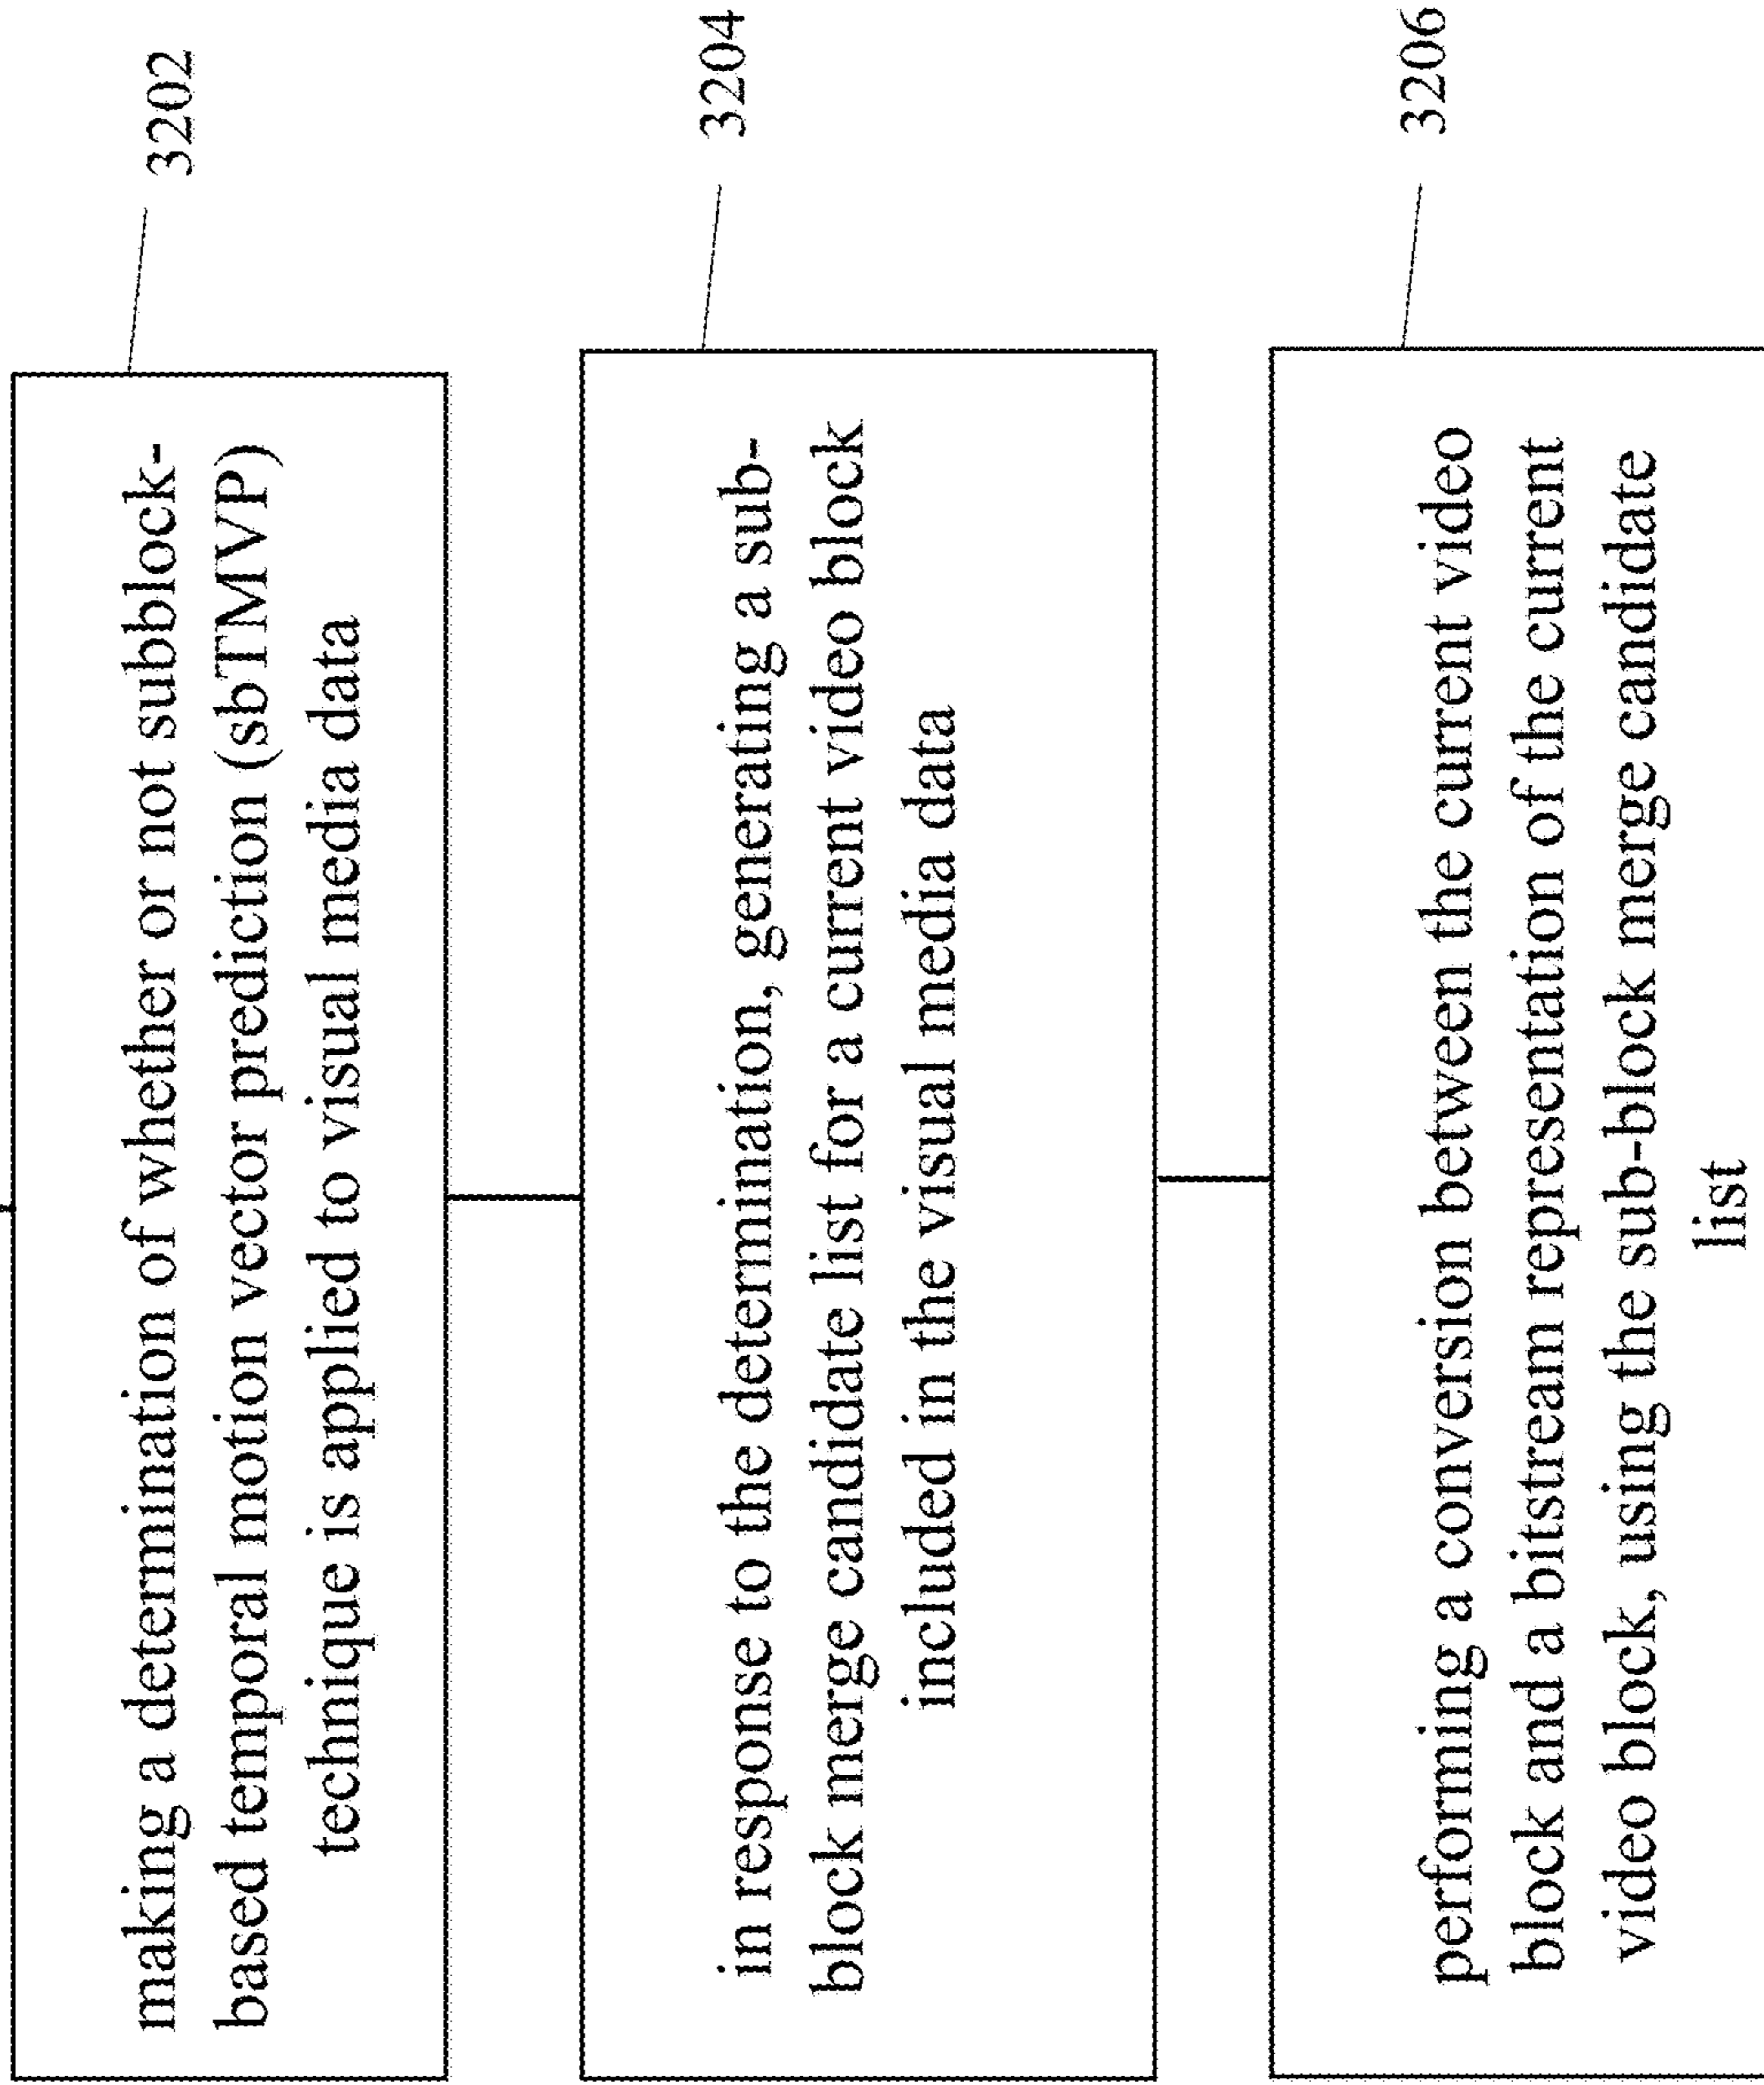 making a determination of whether or not subblock-
based temporal motion vector prediction (sbTMVP)
technique is applied to visual media data
3202
in response to the determination, generating a sub-
block merge candidate list for a current video block
included in the visual media data
3204
performing a conversion between the current video
block and a bitstream representation of the current
video block, using the sub-block merge candidate
list
3206